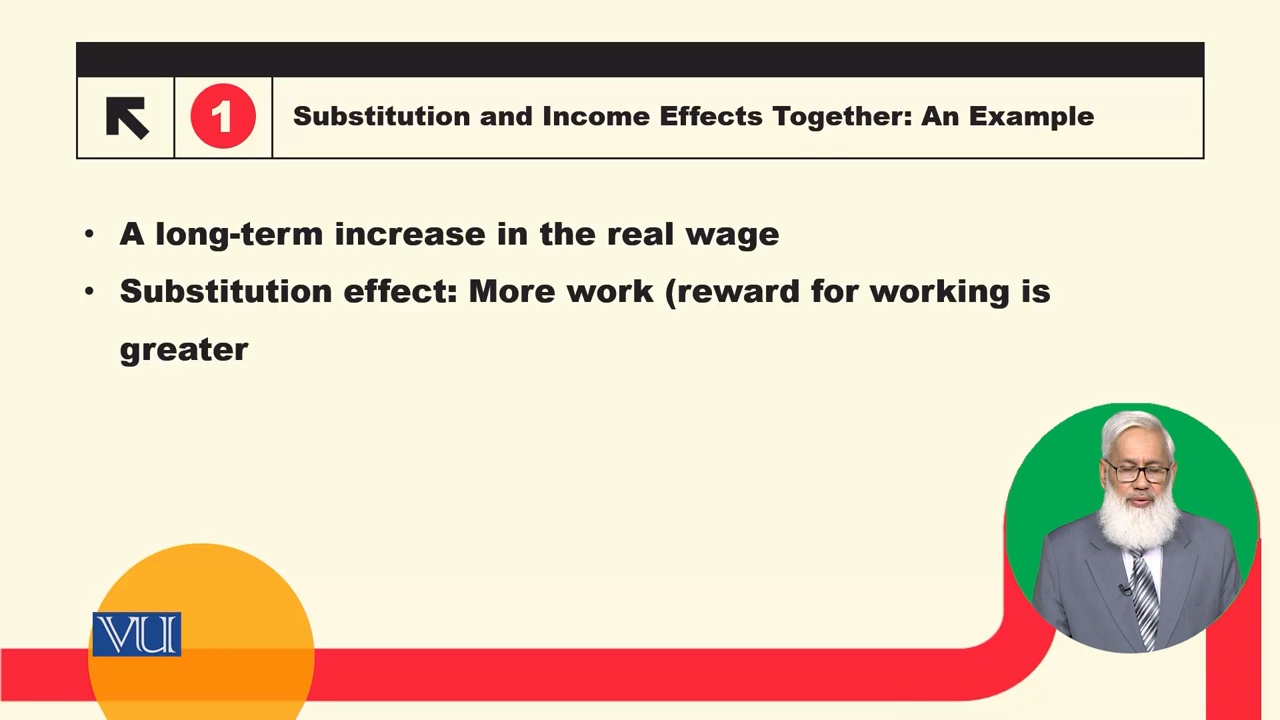 1
Substitution and Income Effects Together: An Example
• A long-term increase in the real wage
• Substitution effect: More work (reward for working is
greater
VU